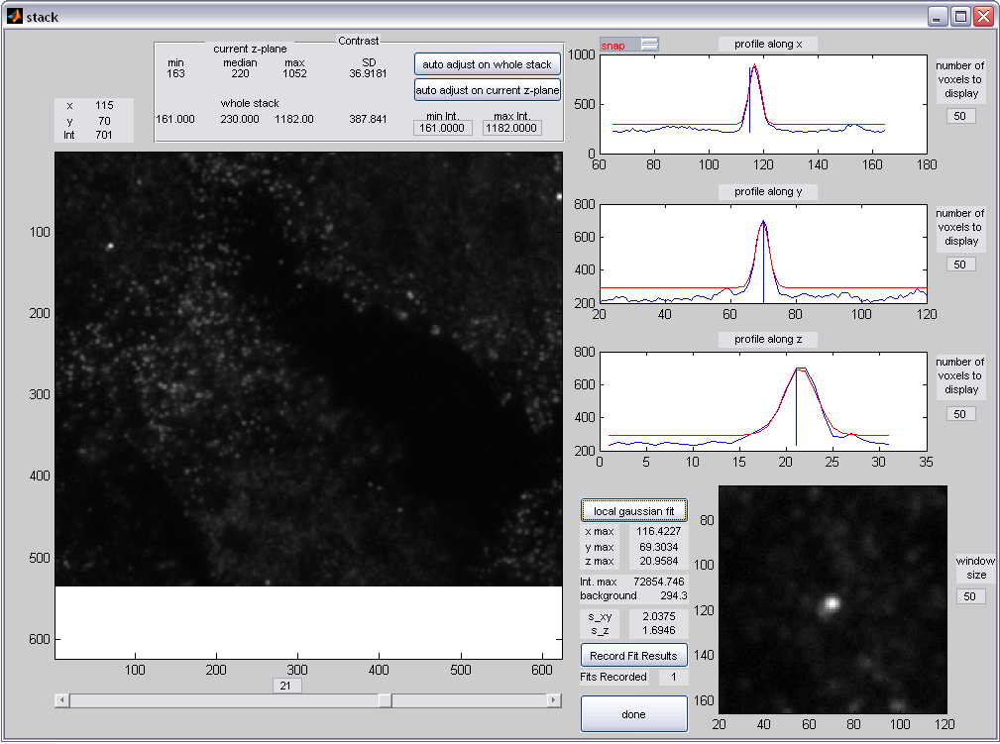 stack
Contrast
current z-plane
min median max SD
163 220 1052 36.9181
whole stack
161.000 230.000 1182.00 387.841
auto adjust on whole stack
auto adjust on current z-plane
min Int. max Int.
161.0000 1182.0000
x 115
y 70
Int 701
100
200
300
400
500
600
100 200 300 400 500 600
21
snap
profile along x
1000
500
0
60 80 100 120 140 160 180
number of
voxels to
display
50
profile along y
800
600
400
200
20 40 60 80 100 120
number of
voxels to
display
50
profile along z
800
600
400
200
0 5 10 15 20 25 30 35
number of
voxels to
display
50
local gaussian fit
x max 116.4227
y max 69.3034
z max 20.9584
Int. max 72854.746
background 294.3
s_xy 2.0375
s_z 1.6946
Record Fit Results
Fits Recorded 1
done
80
100
120
140
160
20 40 60 80 100 120
window
size
50